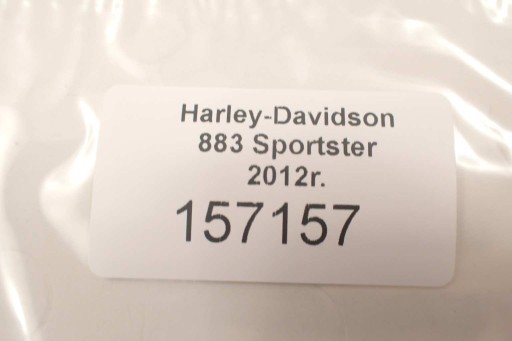 Harley-Davidson
883 Sportster
2012r.
157157